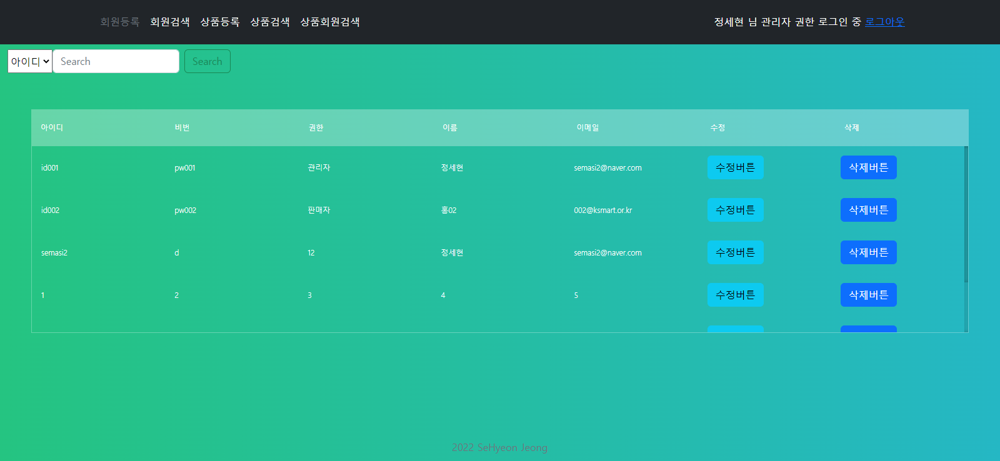 회원등록 회원검색 상품등록 상품검색 상품회원검색 정세현 님 관리자 권한 로그인 중 로그아웃
아이디 Search Search
아이디 비번 권한 이름 이메일 수정 삭제
id001 pw001 관리자 정세현 semasi2@naver.com 수정버튼 삭제버튼
id002 pw002 판매자 홍02 002@ksmart.or.kr 수정버튼 삭제버튼
semasi2 d 12 정세현 semasi2@naver.com 수정버튼 삭제버튼
1 2 3 4 5 수정버튼 삭제버튼
2022 SeHyeon Jeong